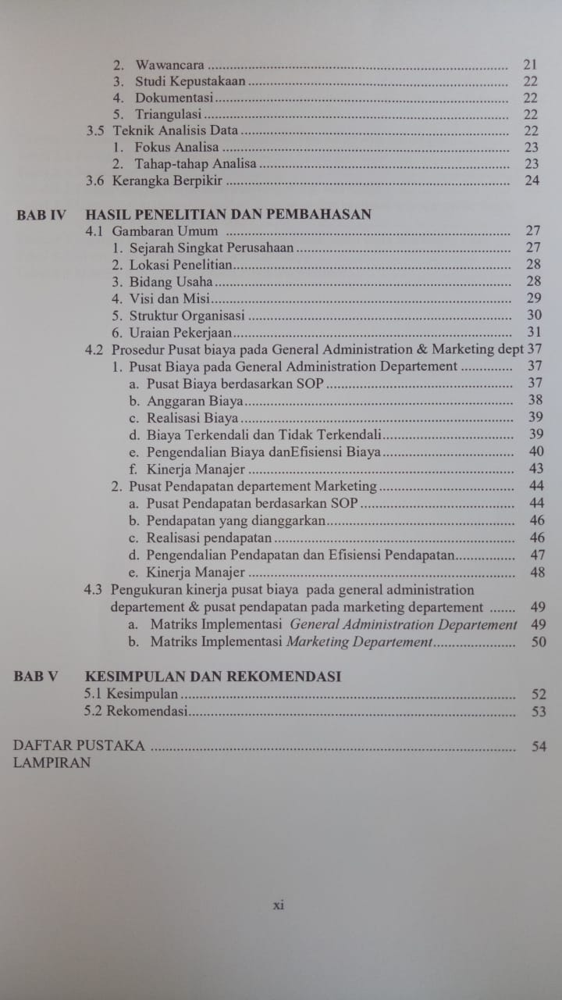 2. Wawancara ........ 21
3. Studi Kepustakaan ........ 22
4. Dokumentasi ........ 22
5. Triangulasi ........ 22
3.5 Teknik Analisis Data ........ 22
1. Fokus Analisa ........ 23
2. Tahap-tahap Analisa ........ 23
3.6 Kerangka Berpikir ........ 24
BAB IV HASIL PENELITIAN DAN PEMBAHASAN
4.1 Gambaran Umum ........ 27
1. Sejarah Singkat Perusahaan ........ 27
2. Lokasi Penelitian ........ 28
3. Bidang Usaha ........ 28
4. Visi dan Misi ........ 29
5. Struktur Organisasi ........ 30
6. Uraian Pekerjaan ........ 31
4.2 Prosedur Pusat biaya pada General Administration & Marketing dept 37
1. Pusat Biaya pada General Administration Departement ........ 37
a. Pusat Biaya berdasarkan SOP ........ 37
b. Anggaran Biaya ........ 38
c. Realisasi Biaya ........ 39
d. Biaya Terkendali dan Tidak Terkendali ........ 39
e. Pengendalian Biaya danEfisiensi Biaya ........ 40
f. Kinerja Manajer ........ 43
2. Pusat Pendapatan departement Marketing ........ 44
a. Pusat Pendapatan berdasarkan SOP ........ 44
b. Pendapatan yang dianggarkan ........ 46
c. Realisasi pendapatan ........ 46
d. Pengendalian Pendapatan dan Efisiensi Pendapatan ........ 47
e. Kinerja Manajer ........ 48
4.3 Pengukuran kinerja pusat biaya pada general administration
departement & pusat pendapatan pada marketing departement ....... 49
a. Matriks Implementasi General Administration Departement 49
b. Matriks Implementasi Marketing Departement ........ 50
BAB V KESIMPULAN DAN REKOMENDASI
5.1 Kesimpulan ........ 52
5.2 Rekomendasi ........ 53
DAFTAR PUSTAKA ........ 54
LAMPIRAN
xi